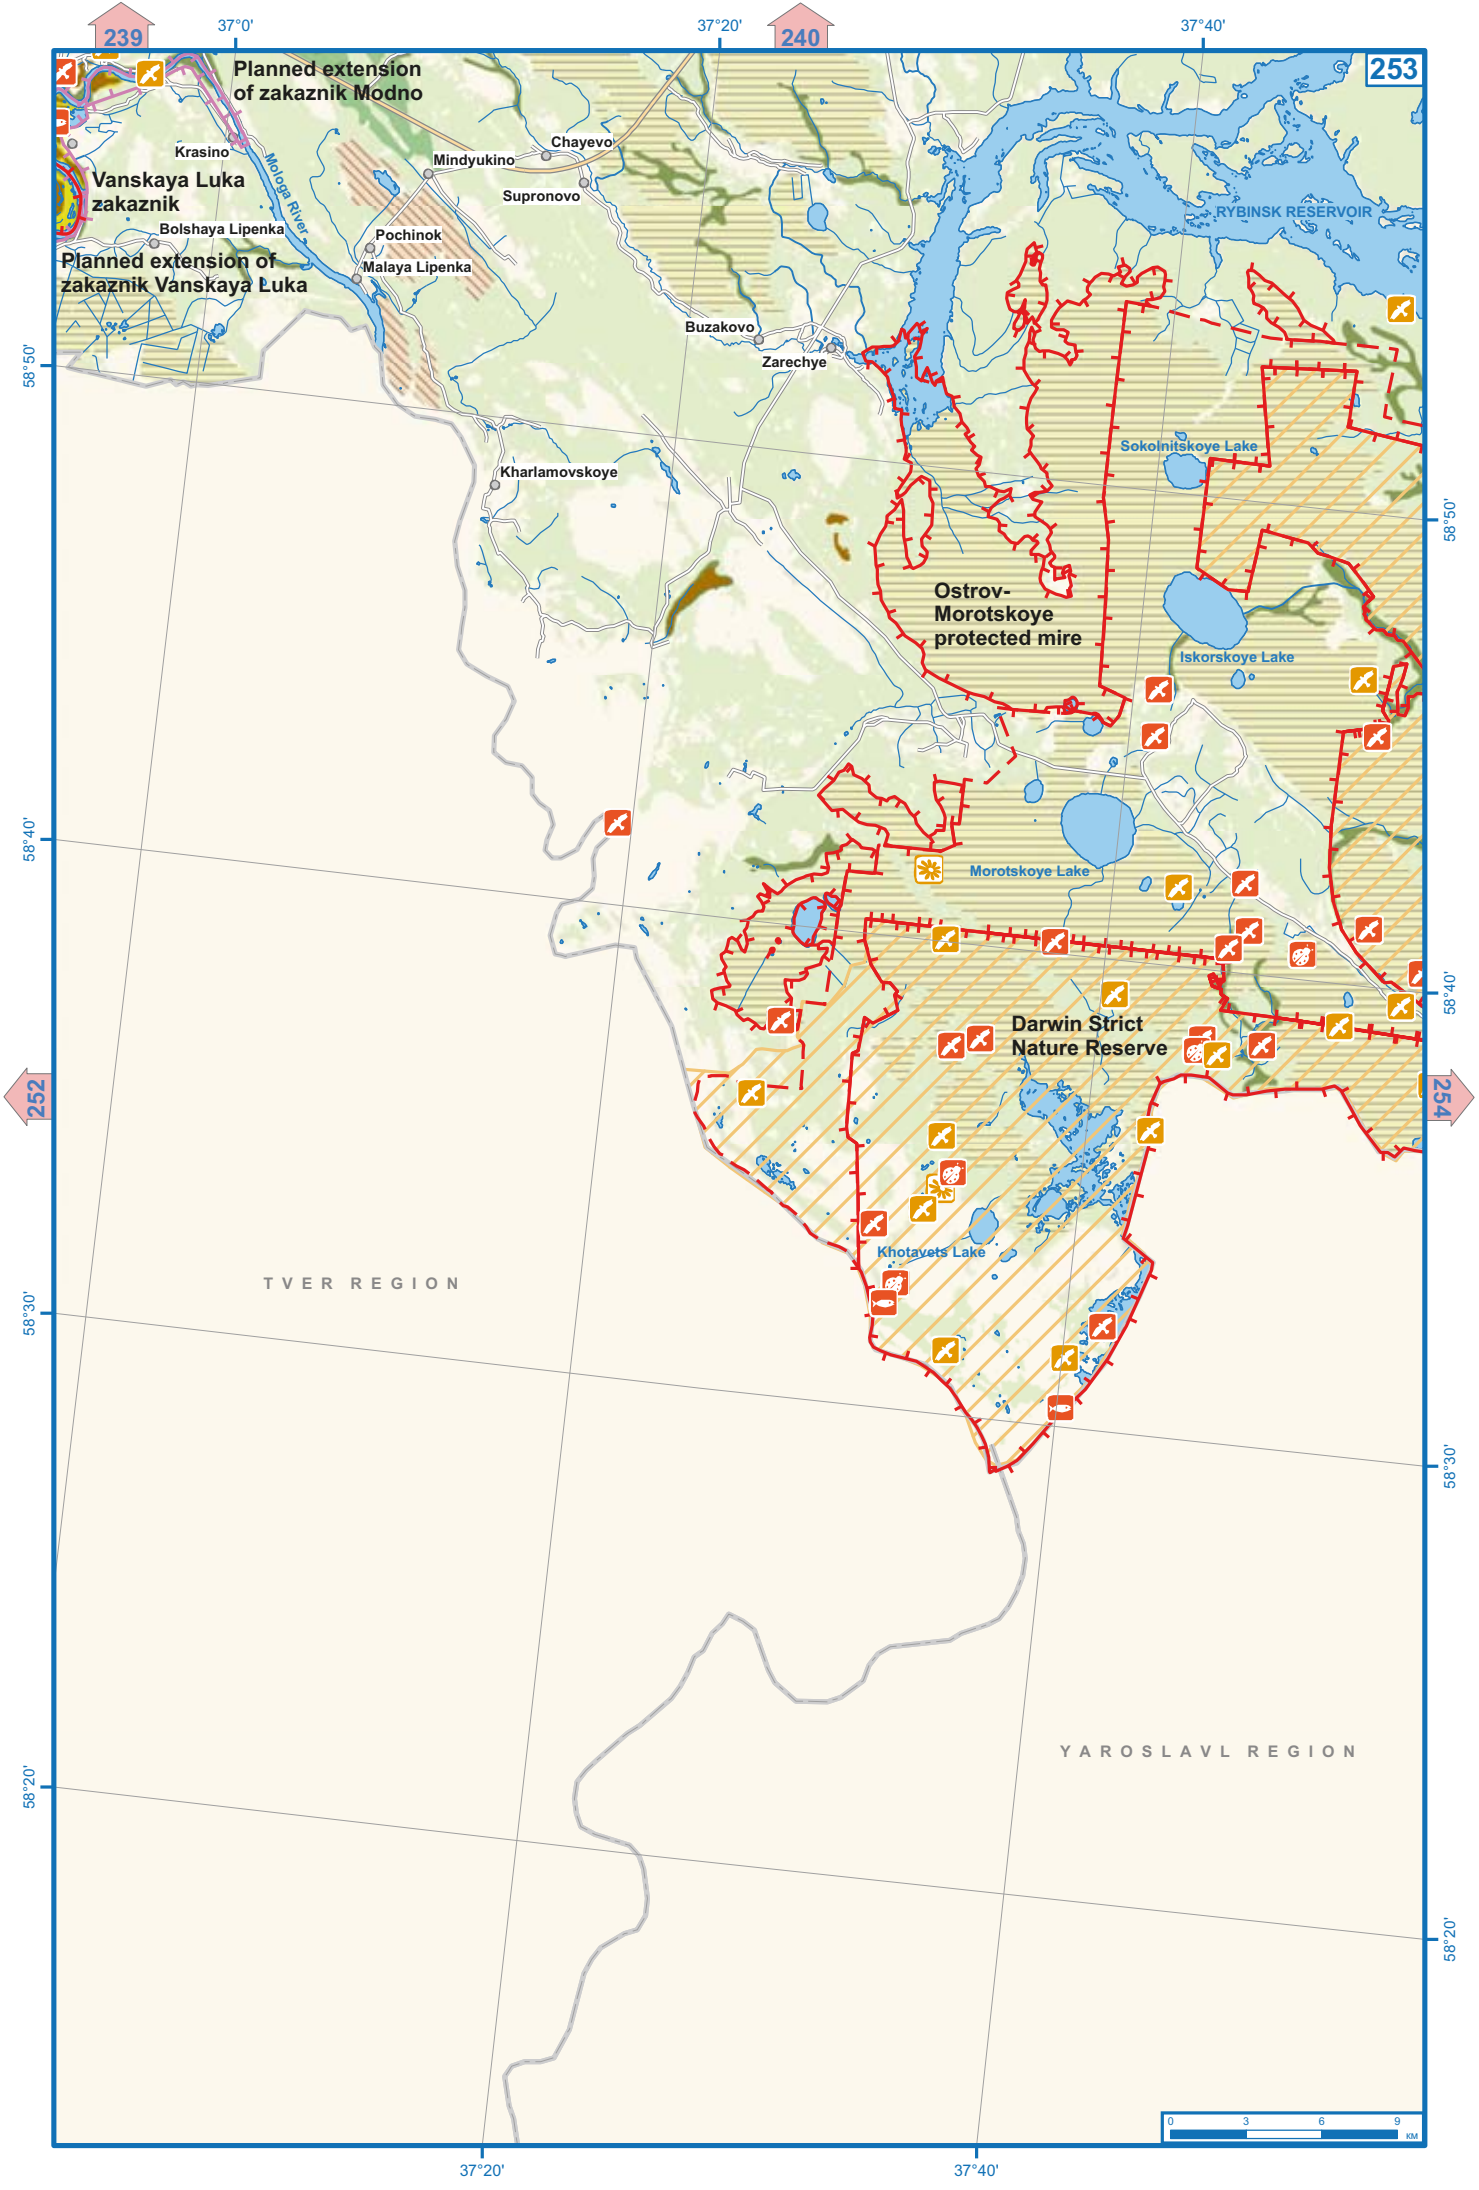 239
240
37°0'
37°20'
37°40'
253
Planned extension
of zakaznik Modno
Krasino
Mologa River
Chayevo
Mindyukino
Supronovo
Vanskaya Luka
zakaznik
Bolshaya Lipenka
Pochinok
Malaya Lipenka
Planned extension of
zakaznik Vanskaya Luka
RYBINSK RESERVOIR
Buzakovo
Zarechye
58°50'
Kharlamovskoye
Sokolnitskoye Lake
58°50'
Ostrov-
Morotskoye
protected mire
Iskorskoye Lake
58°40'
Morotskoye Lake
58°40'
Darwin Strict
Nature Reserve
252
254
Khotavets Lake
TVER REGION
58°30'
58°30'
YAROSLAVL REGION
58°20'
58°20'
0 3 6 9
км
37°20'
37°40'